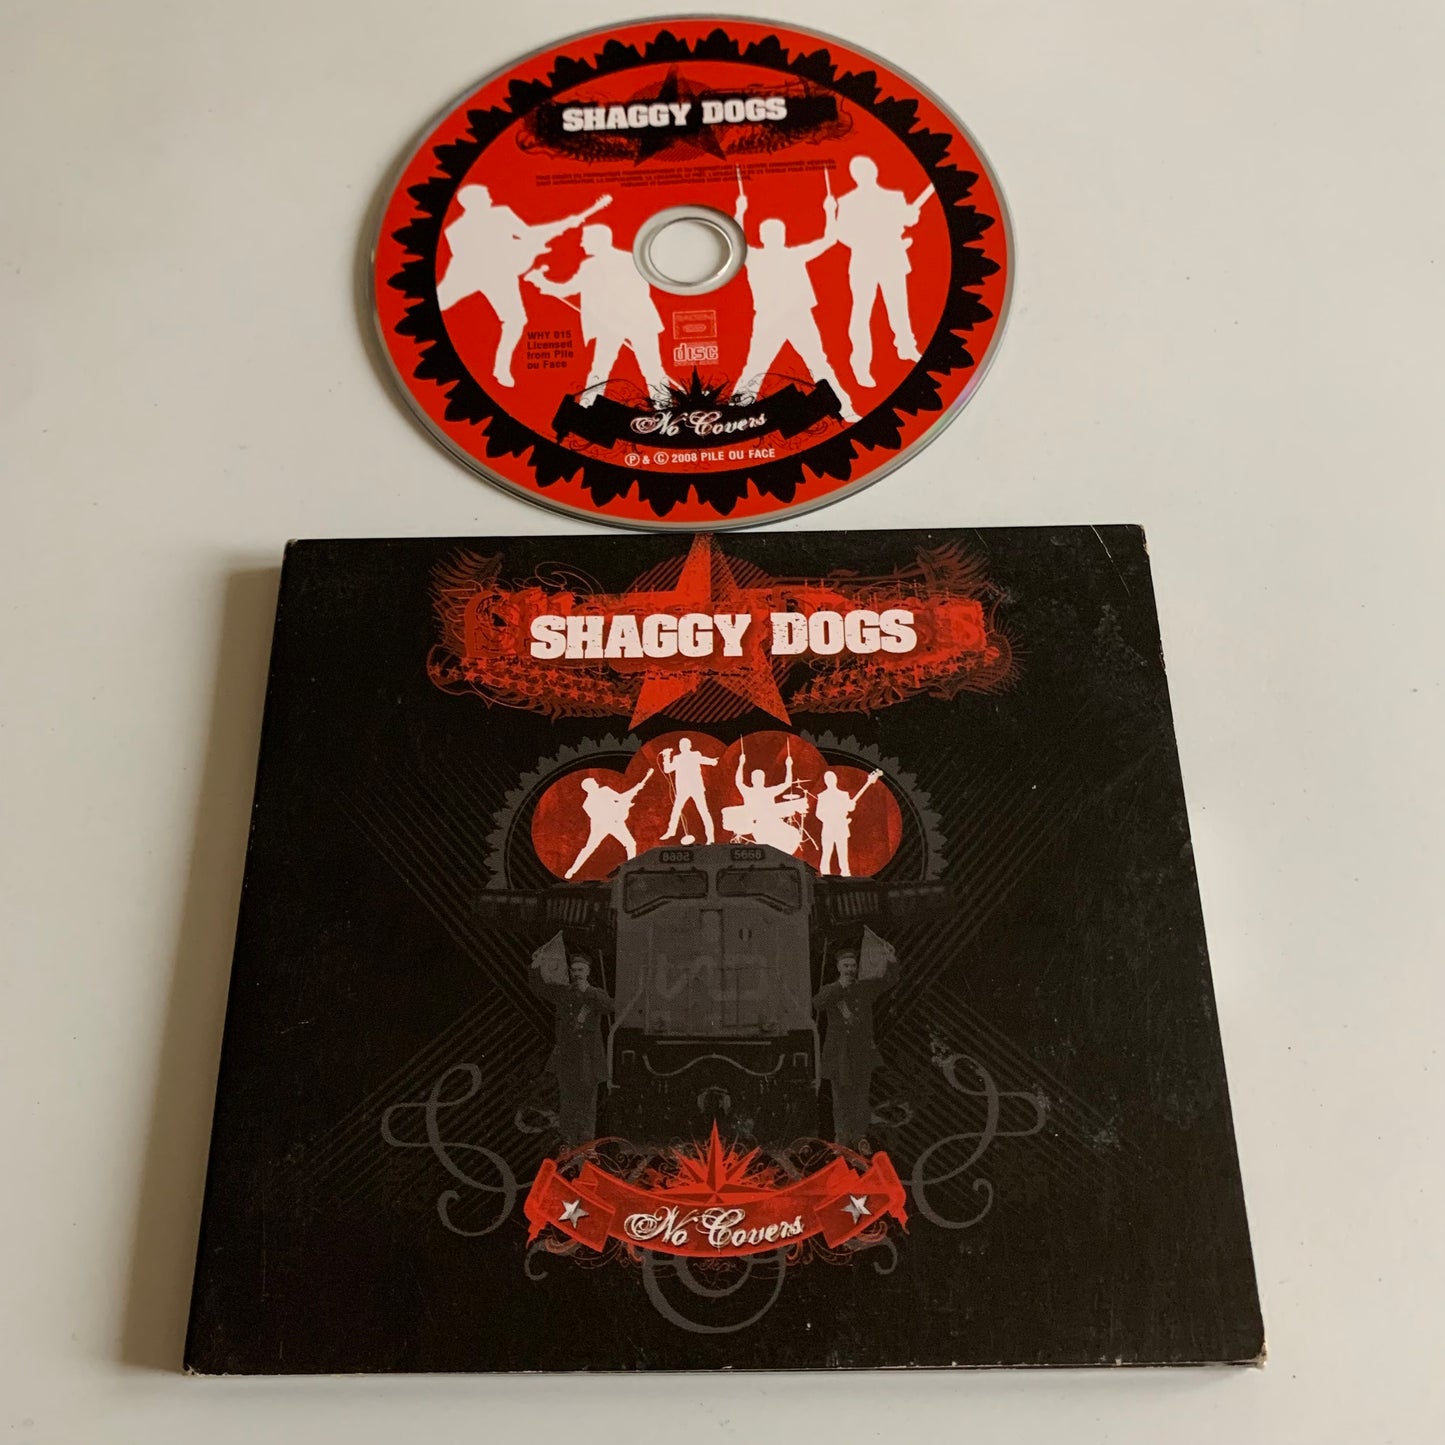 SHAGGY DOGS
WHY 015
Licensed
from Pile
ou Face
disc
No Covers
Ⓟ & © 2008 PILE OU FACE
SHAGGY DOGS
5668
No Covers